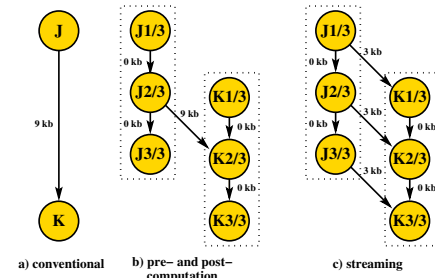 J
9 kb
K
a) conventional
J1/3
0 kb
J2/3
0 kb
J3/3
9 kb
K1/3
0 kb
K2/3
0 kb
K3/3
b) pre− and post−
computation
J1/3
0 kb
J2/3
0 kb
J3/3
3 kb
3 kb
3 kb
K1/3
0 kb
K2/3
0 kb
K3/3
c) streaming